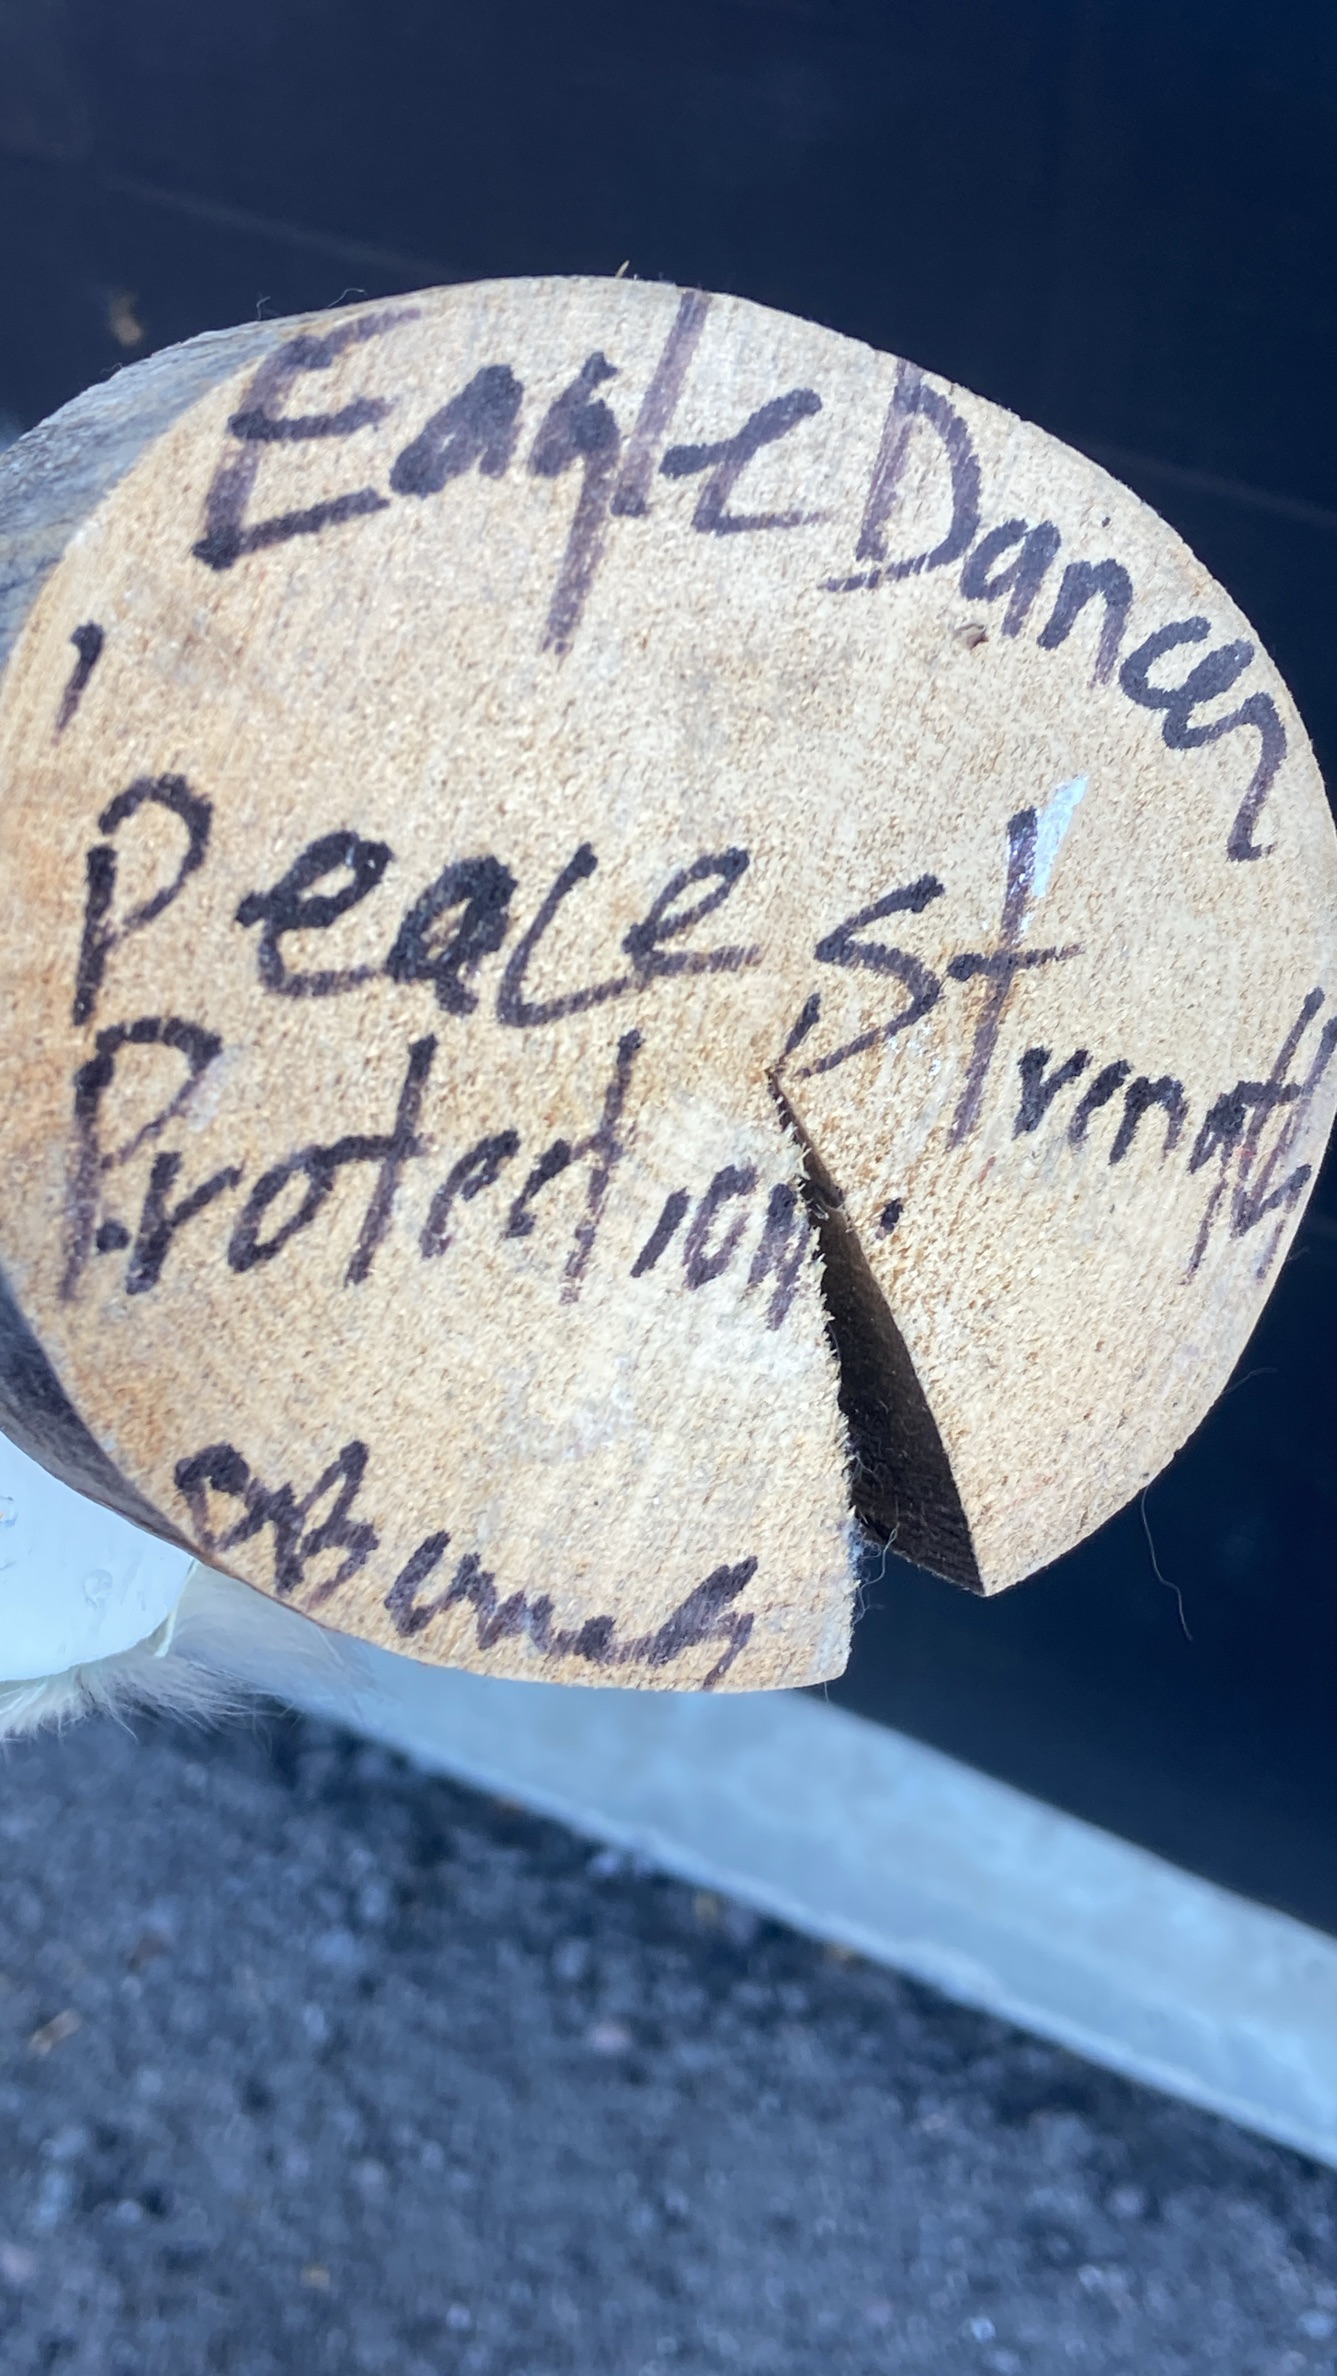 Eagle Dancer
Peace Strength
Protection.